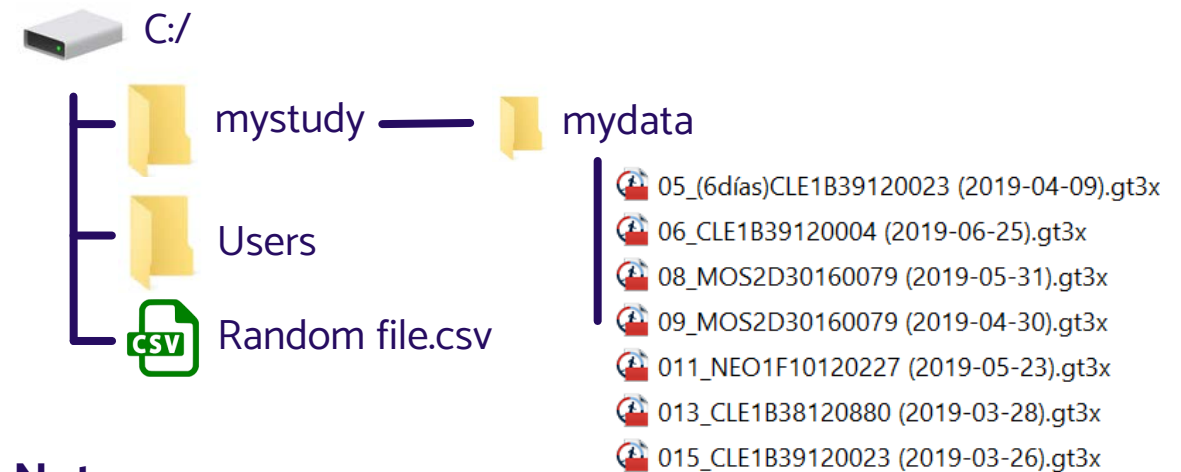 C:/
mystudy
mydata
05_(6días)CLE1B39120023 (2019-04-09).gt3x
06_CLE1B39120004 (2019-06-25).gt3x
Users
08_MOS2D30160079 (2019-05-31).gt3x
09_MOS2D30160079 (2019-04-30).gt3x
CSV
Random file.csv
011_NEO1F10120227 (2019-05-23).gt3x
013_CLE1B38120880 (2019-03-28).gt3x
015_CLE1B39120023 (2019-03-26).gt3x